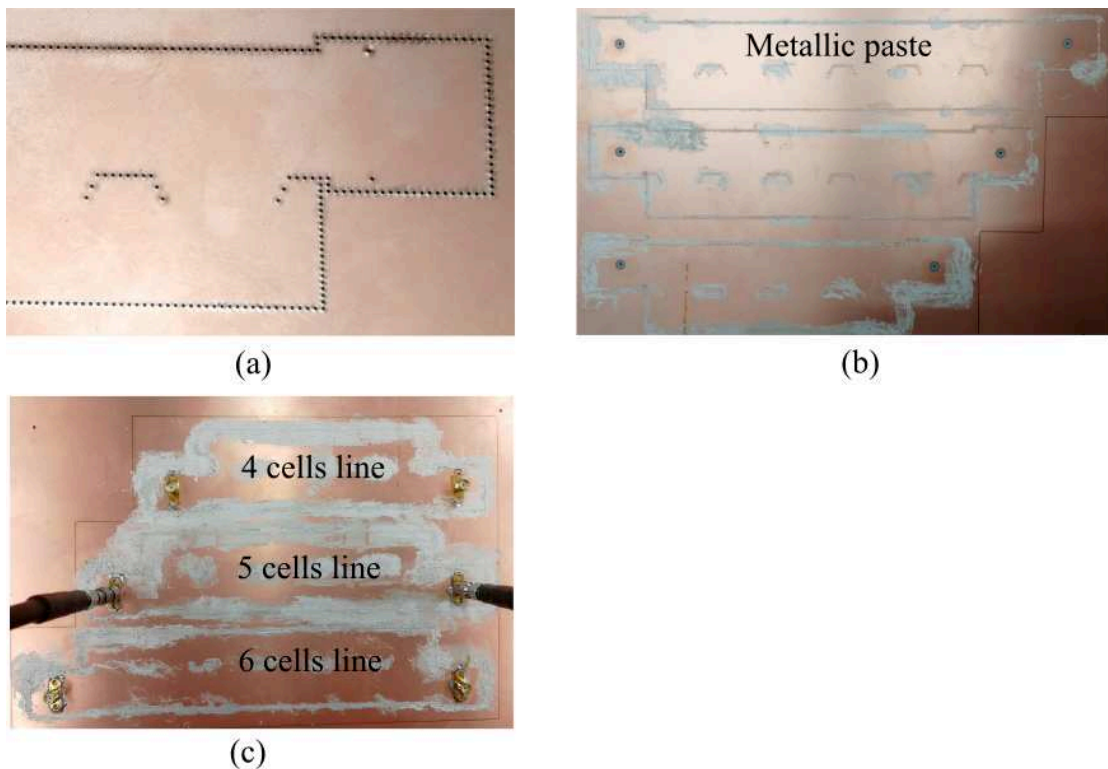 Metallic paste
(a)
(b)
4 cells line
5 cells line
6 cells line
(c)